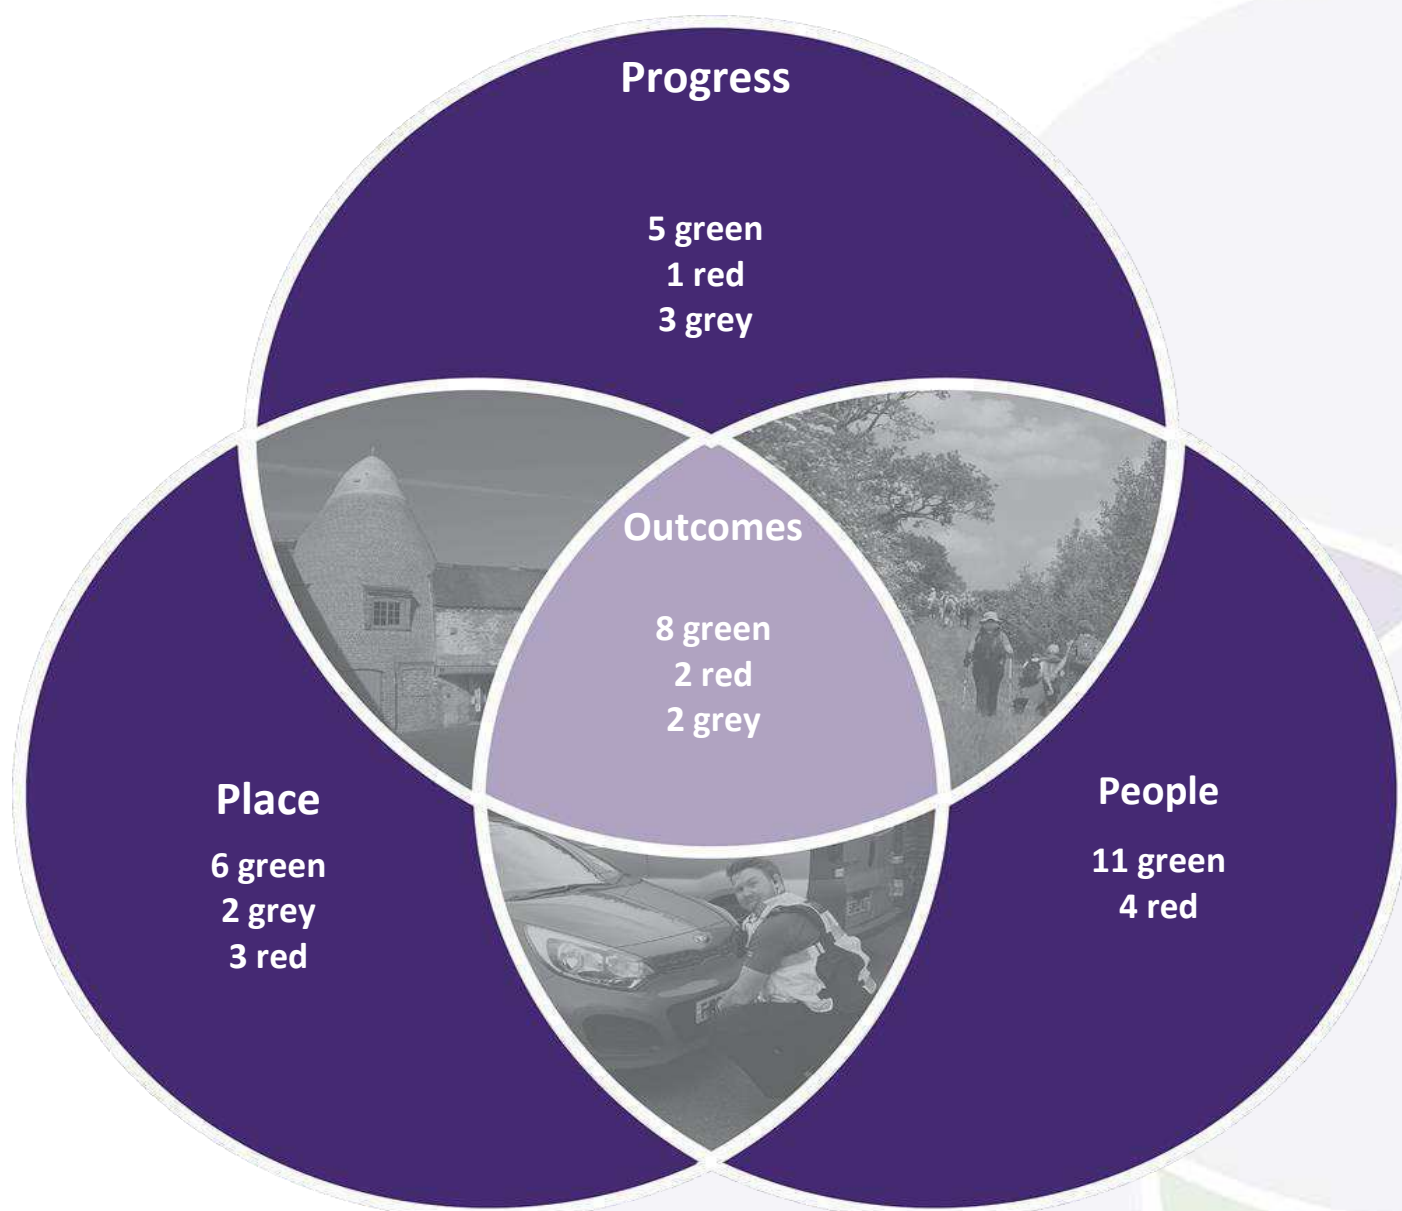 Progress
5 green
1 red
3 grey
Outcomes
8 green
2 red
2 grey
Place
6 green
2 grey
3 red
People
11 green
4 red